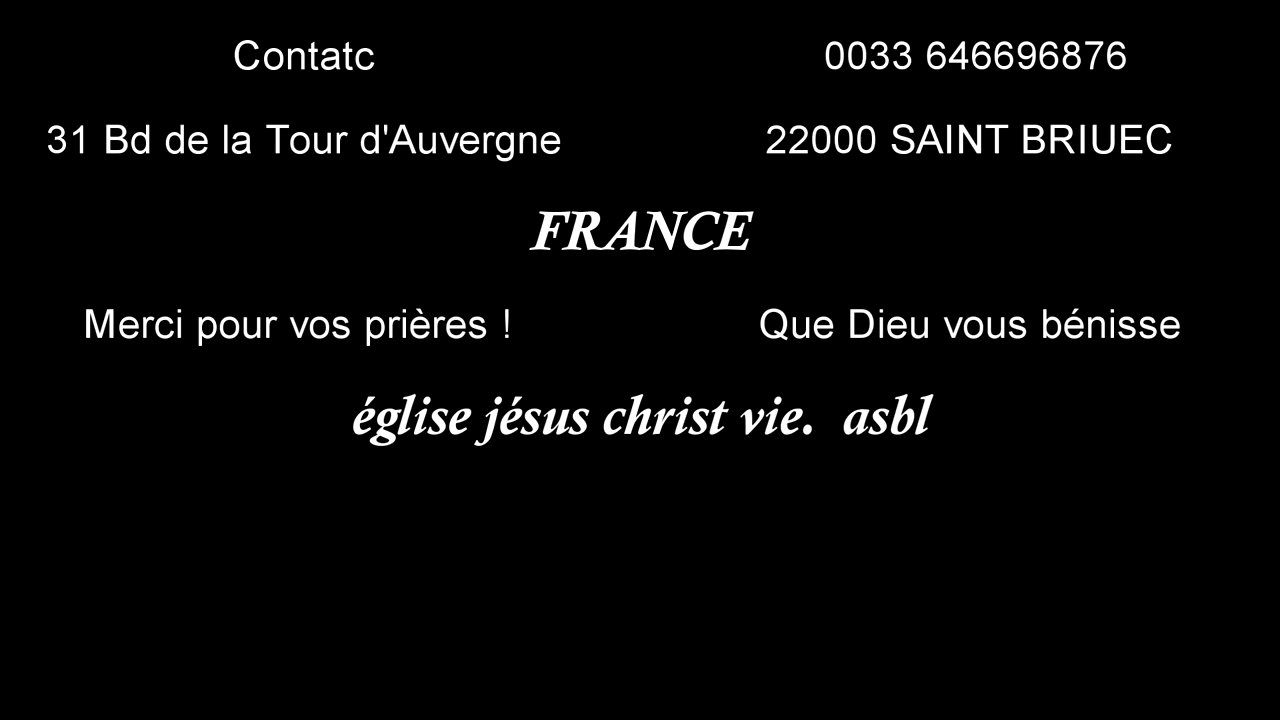 Contatc 0033 646696876
31 Bd de la Tour d'Auvergne 22000 SAINT BRIUEC
FRANCE
Merci pour vos prières ! Que Dieu vous bénisse
église jésus christ vie. asbl